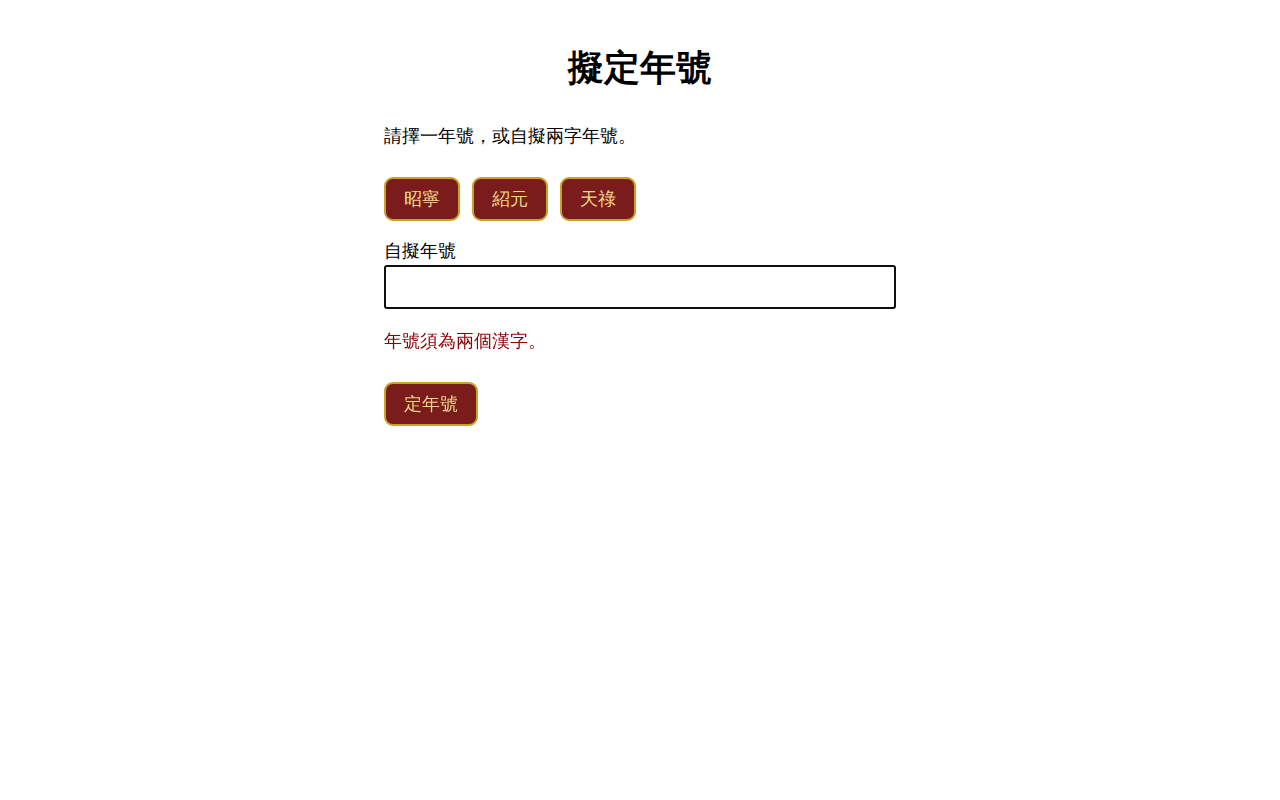 擬定年號
請擇一年號，或自擬兩字年號。
昭寧 紹元 天祿
自擬年號
年號須為兩個漢字。
定年號